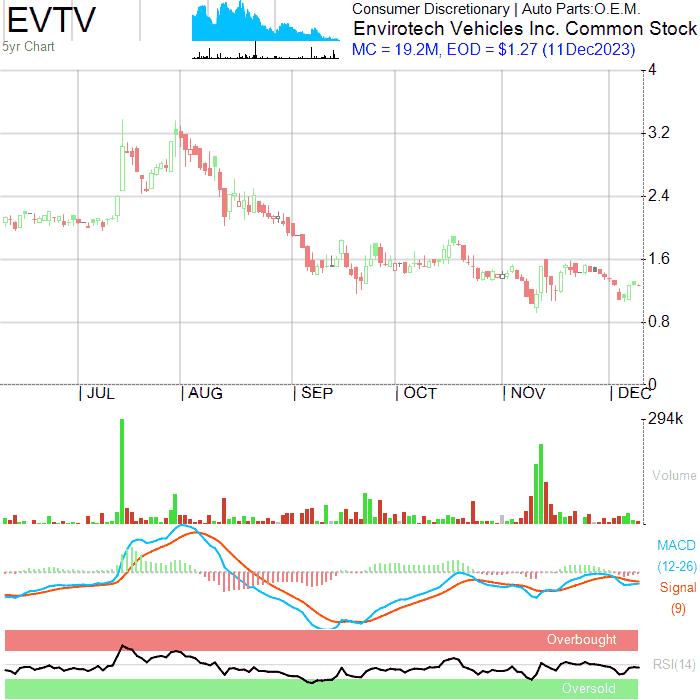 EVTV
5yr Chart
Consumer Discretionary | Auto Parts:O.E.M.
Envirotech Vehicles Inc. Common Stock
MC = 19.2M, EOD = $1.27 (11Dec2023)
4
3.2
2.4
1.6
0.8
0
| JUL
| AUG
| SEP
| OCT
| NOV
| DEC
294k
Volume
MACD
(12-26)
Signal
(9)
Overbought
RSI(14)
Oversold